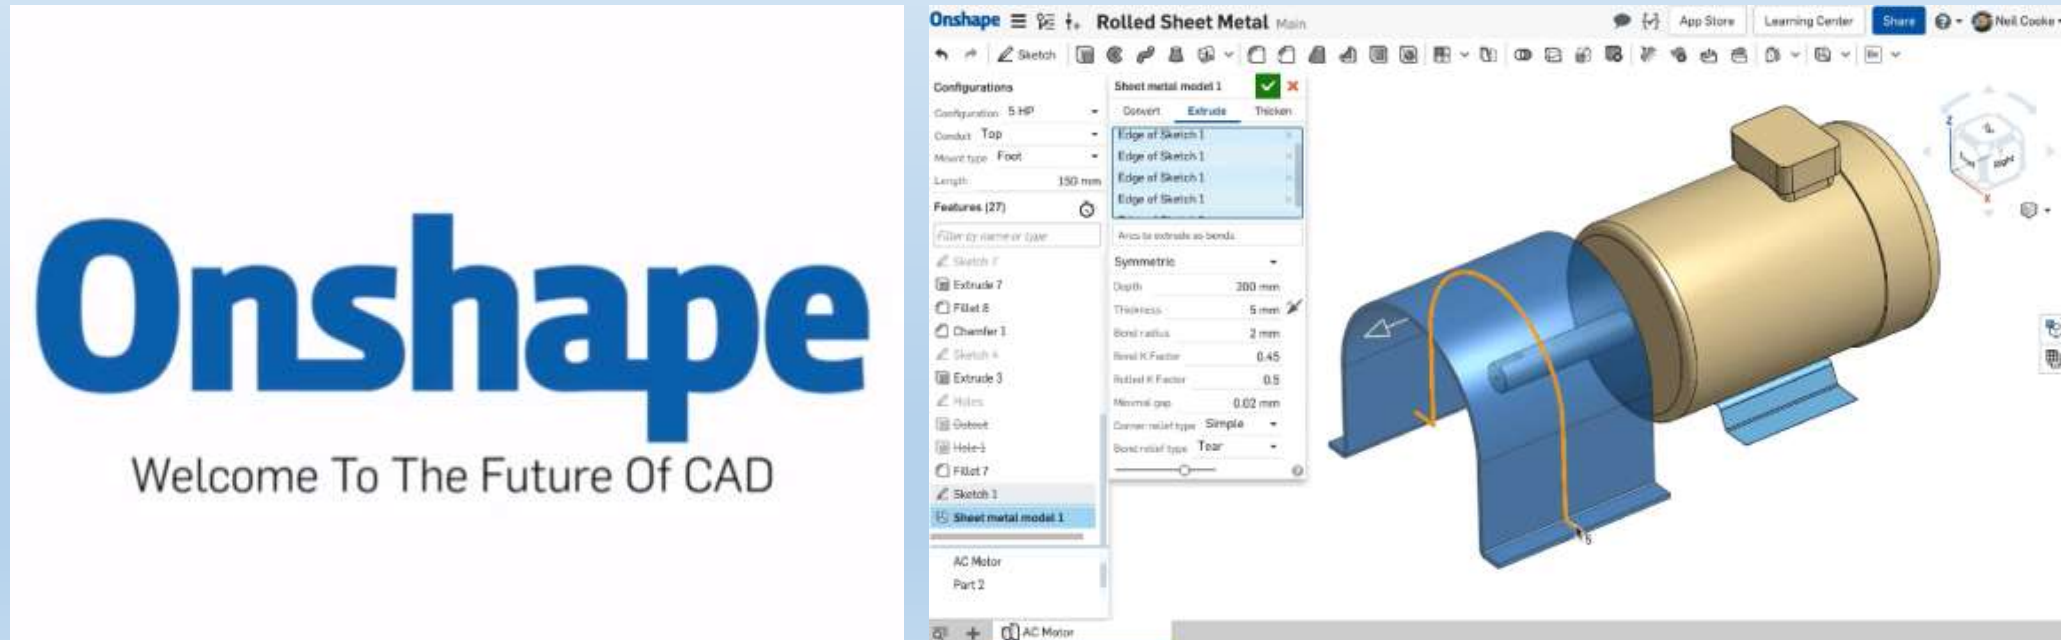 Onshape
Welcome To The Future Of CAD
Onshape Rolled Sheet Metal Main App Store Learning Center Share Neil Cooke
Sketch
Configurations
Configuration 5 HP
Conduit Top
Mount type Foot
Length 150 mm
Features (27)
Filter by name or type
Sketch 7
Extrude 7
Fillet 8
Chamfer 1
Sketch 4
Extrude 3
Holes
Hole 1
Fillet 7
Sketch 1
Sheet metal model 1
AC Motor
Part 2
AC Motor
Sheet metal model 1
Convert Extrude Thicken
Edge of Sketch 1
Edge of Sketch 1
Edge of Sketch 1
Edge of Sketch 1
Arcs to extrude as bends
Symmetric
Depth 200 mm
Thickness 5 mm
Bend radius 2 mm
Bend K Factor 0.45
Rolled K Factor 0.5
Minimal gap 0.02 mm
Corner relief type Simple
Bend relief type Tear
Z
Front
Right
X